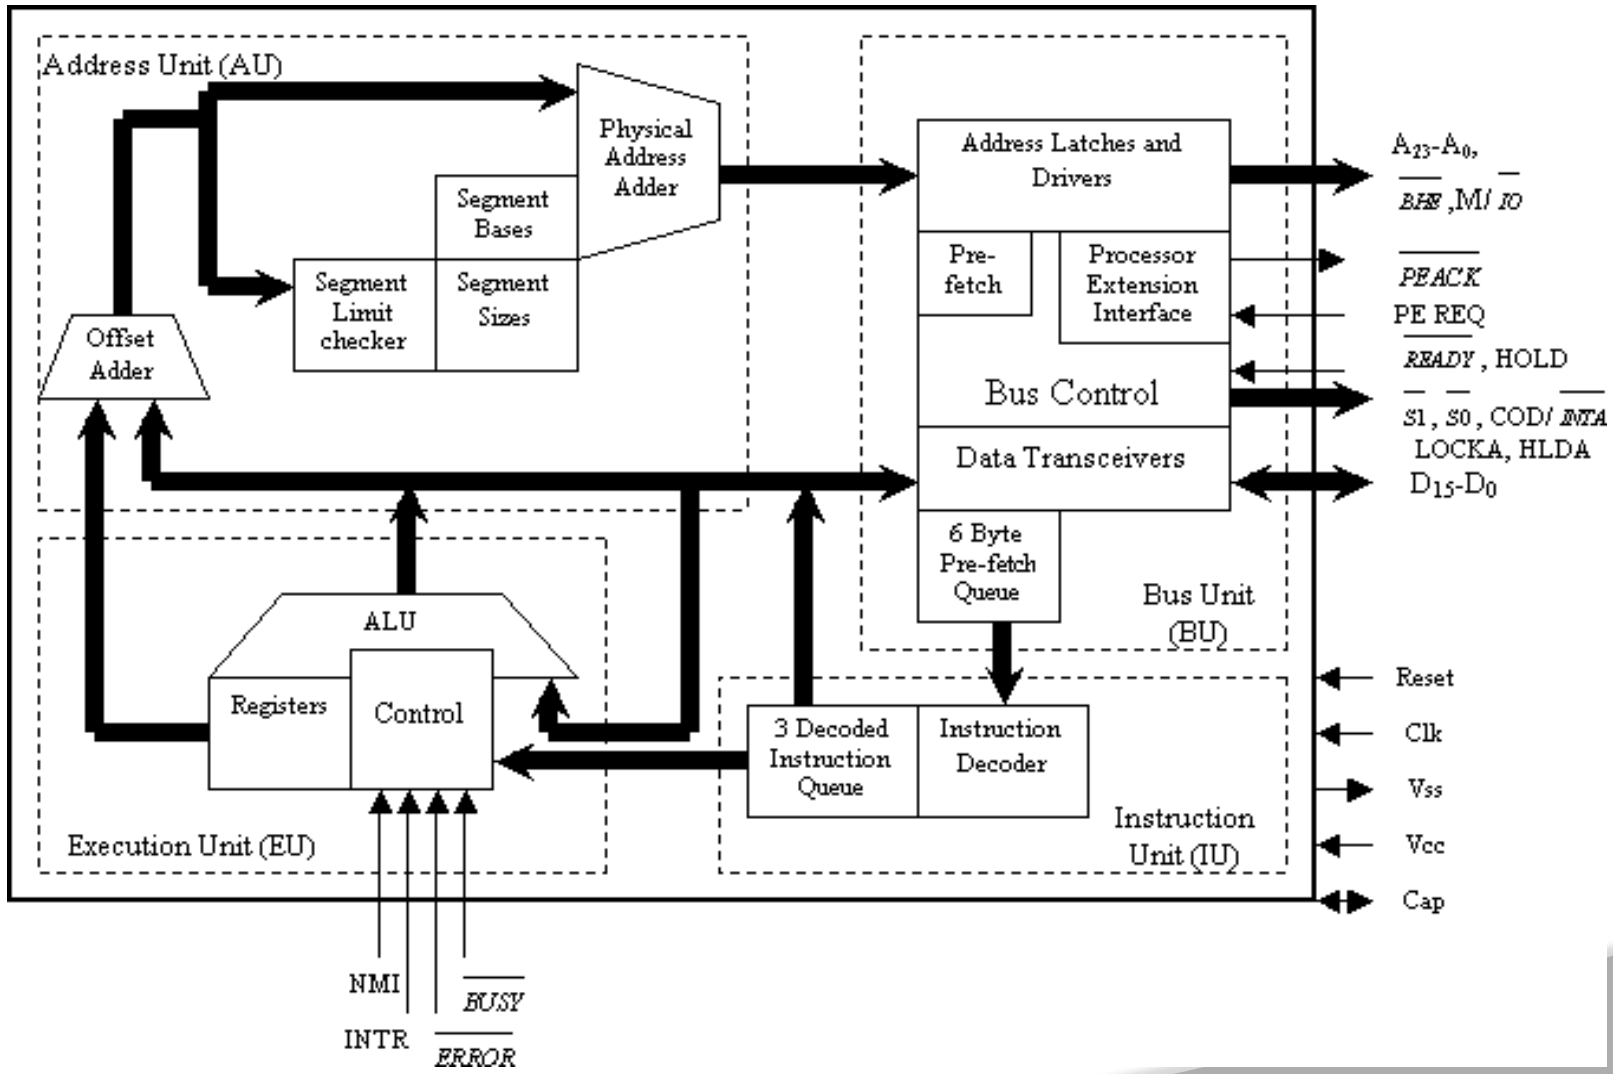 Address Unit (AU)
Physical
Address
Adder
Segment
Bases
Segment
Limit
checker
Segment
Sizes
Offset
Adder
Address Latches and
Drivers
Pre-
fetch
Processor
Extension
Interface
Bus Control
Data Transceivers
6 Byte
Pre-fetch
Queue
Bus Unit
(BU)
A23-A0,
BHE ,M/ IO
PEACK
PE REQ
READY , HOLD
S1, S0, COD/ INTA
LOCKA, HLDA
D15-D0
ALU
Registers
Control
Execution Unit (EU)
3 Decoded
Instruction
Queue
Instruction
Decoder
Instruction
Unit (IU)
Reset
Clk
Vss
Vcc
Cap
NMI
BUSY
INTR
ERROR